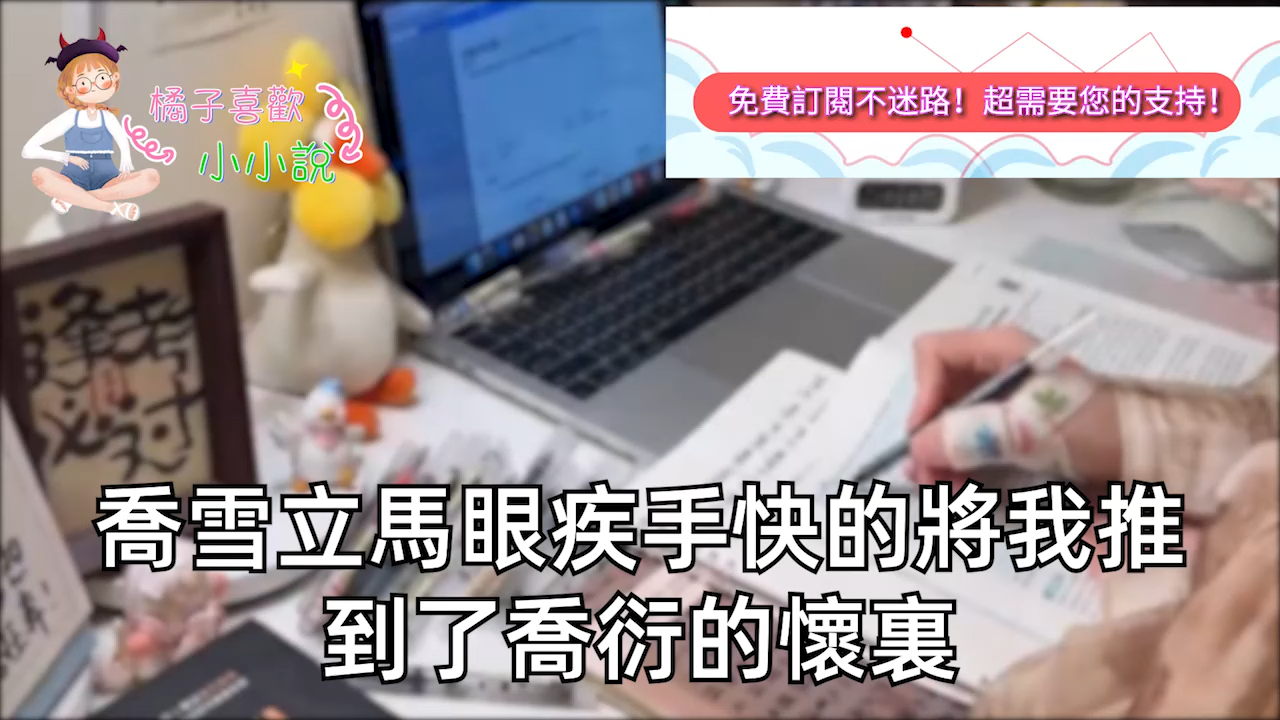 橘子喜歡
小小說
免費訂閱不迷路！超需要您的支持！
喬雪立馬眼疾手快的將我推
到了喬衍的懷裏